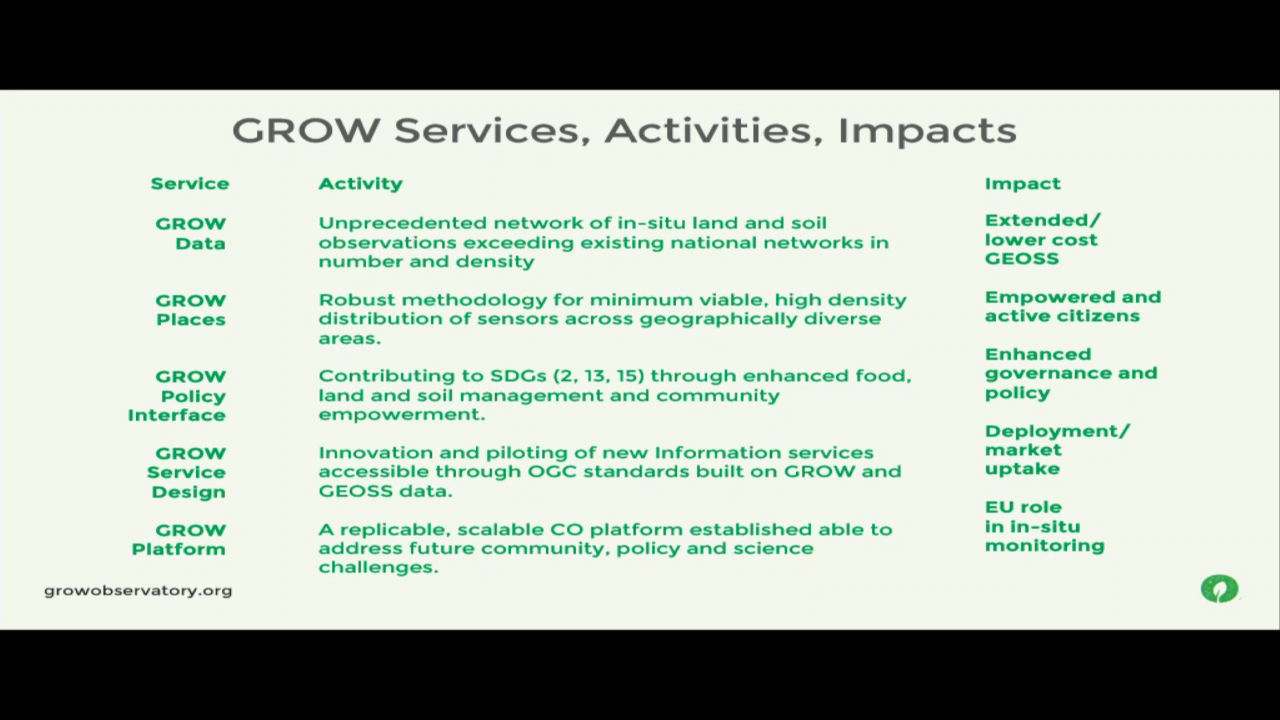 GROW Services, Activities, Impacts
Service Activity Impact
GROW
Data
Unprecedented network of in-situ land and soil
observations exceeding existing national networks in
number and density
Extended/
lower cost
GEOSS
GROW
Places
Robust methodology for minimum viable, high density
distribution of sensors across geographically diverse
areas.
Empowered and
active citizens
GROW
Policy
Interface
Contributing to SDGs (2, 13, 15) through enhanced food,
land and soil management and community
empowerment.
Enhanced
governance and
policy
GROW
Service
Design
Innovation and piloting of new Information services
accessible through OGC standards built on GROW and
GEOSS data.
Deployment/
market
uptake
GROW
Platform
A replicable, scalable CO platform established able to
address future community, policy and science
challenges.
EU role
in in-situ
monitoring
growobservatory.org